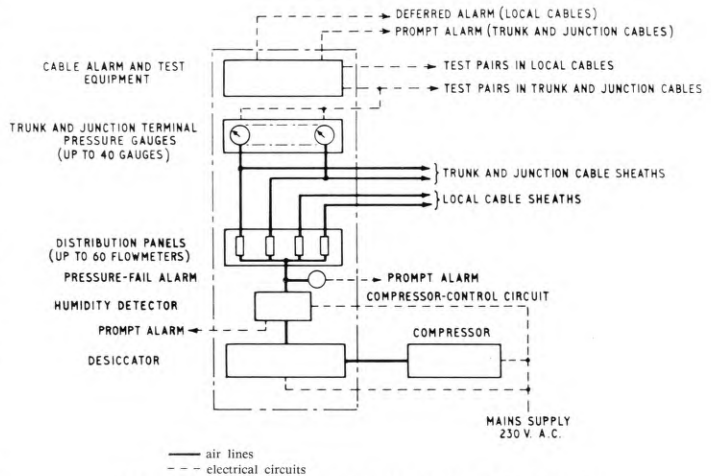 DEFERRED ALARM (LOCAL CABLES)
PROMPT ALARM (TRUNK AND JUNCTION CABLES)
CABLE ALARM AND TEST
EQUIPMENT
TEST PAIRS IN LOCAL CABLES
TEST PAIRS IN TRUNK AND JUNCTION CABLES
TRUNK AND JUNCTION TERMINAL
PRESSURE GAUGES
(UP TO 40 GAUGES)
TRUNK AND JUNCTION CABLE SHEATHS
LOCAL CABLE SHEATHS
DISTRIBUTION PANELS
(UP TO 60 FLOWMETERS)
PRESSURE-FAIL ALARM
PROMPT ALARM
COMPRESSOR-CONTROL CIRCUIT
HUMIDITY DETECTOR
PROMPT ALARM
COMPRESSOR
DESICCATOR
MAINS SUPPLY
230 V. A.C.
air lines
electrical circuits